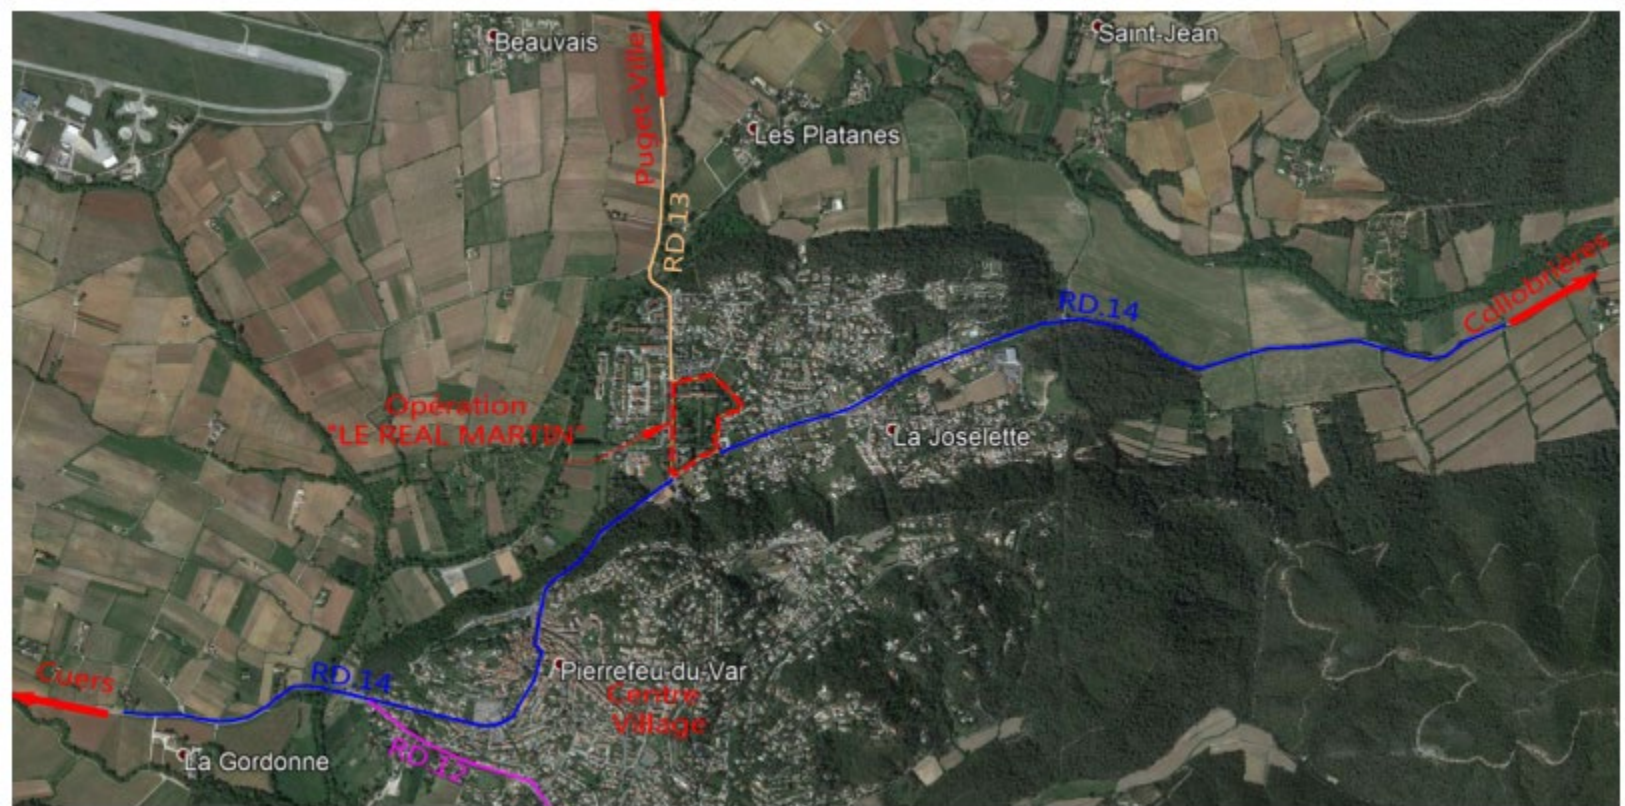 Beauvais
Saint-Jean
Puget-Ville
Les Platanes
RD.13
Collobrières
RD.14
Opération
"LE REAL MARTIN"
La Joselette
Cuers
RD.14
Pierrefeu-du-Var
Centre
Village
RD.12
La Gordonne